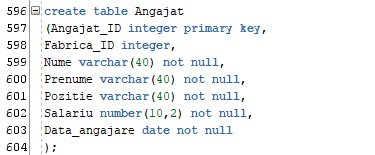 596 create table Angajat
597 (Angajat_ID integer primary key,
598 Fabrica_ID integer,
599 Nume varchar(40) not null,
600 Prenume varchar(40) not null,
601 Pozitie varchar(40) not null,
602 Salariu number(10,2) not null,
603 Data_angajare date not null
604 );